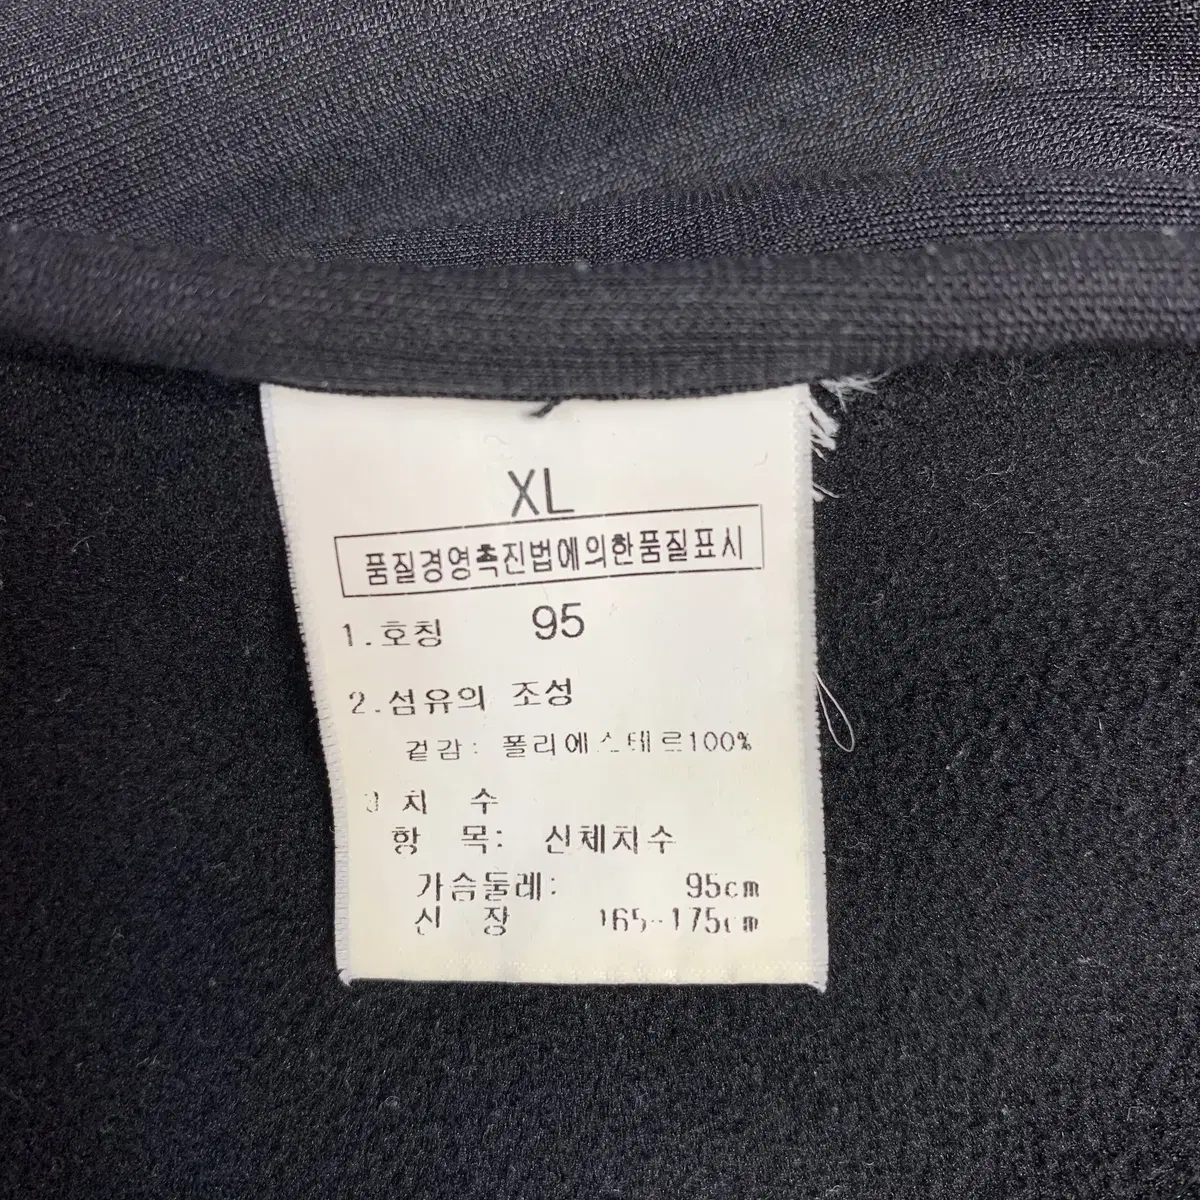 XL
품질경영촉진법에의한품질표시
1.호칭 95
2.섬유의 조성
겉감: 폴리에스테르100%
3 치 수
항 목: 신체치수
가슴둘레: 95cm
신 장 165-175cm